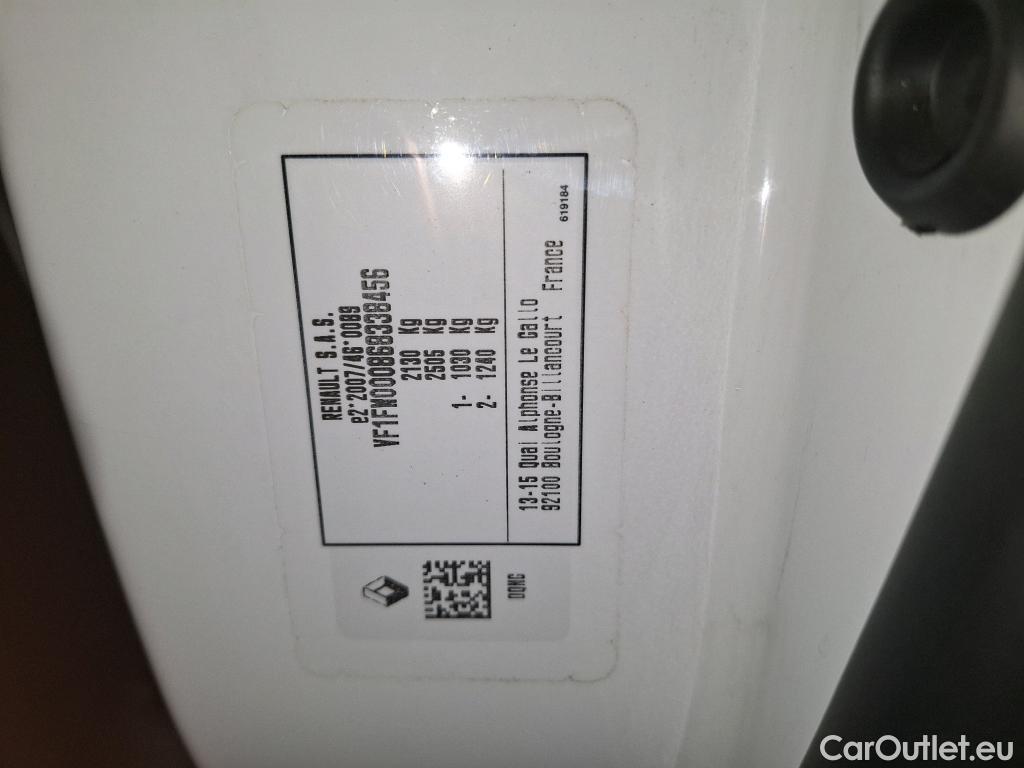 RENAULT S.A.S.
e2*2007/46*0089
VF1FW000868338456
2130 Kg
2505 Kg
1- 1030 Kg
2- 1240 Kg
13-15 Quai Alphonse Le Gallo
92100 Boulogne-Billancourt France
619184
CarOutlet.eu